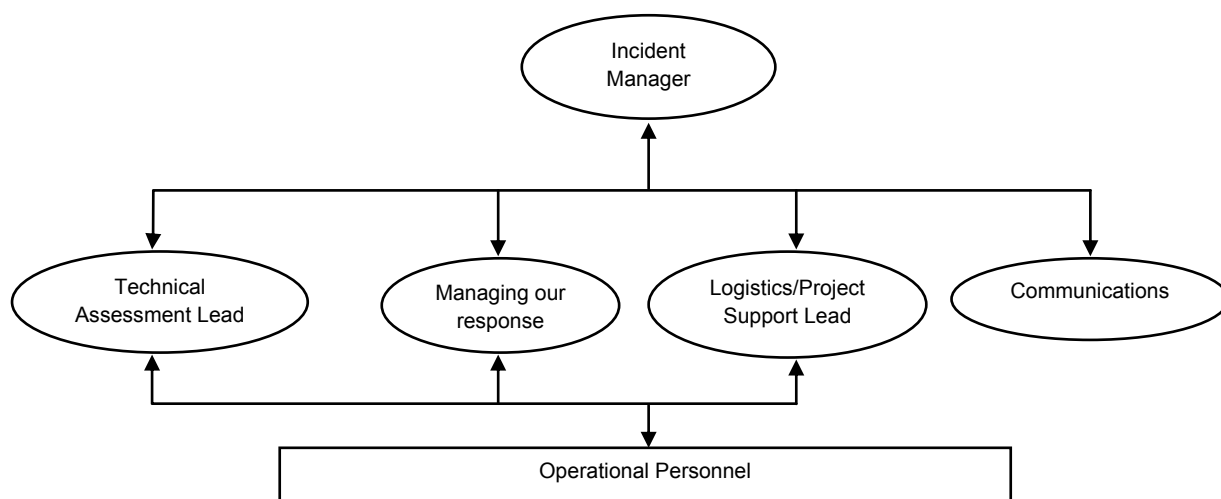 Incident
Manager
Technical
Assessment Lead
Managing our
response
Logistics/Project
Support Lead
Communications
Operational Personnel